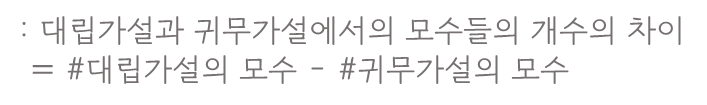 : 대립가설과 귀무가설에서의 모수들의 개수의 차이
= #대립가설의 모수 - #귀무가설의 모수